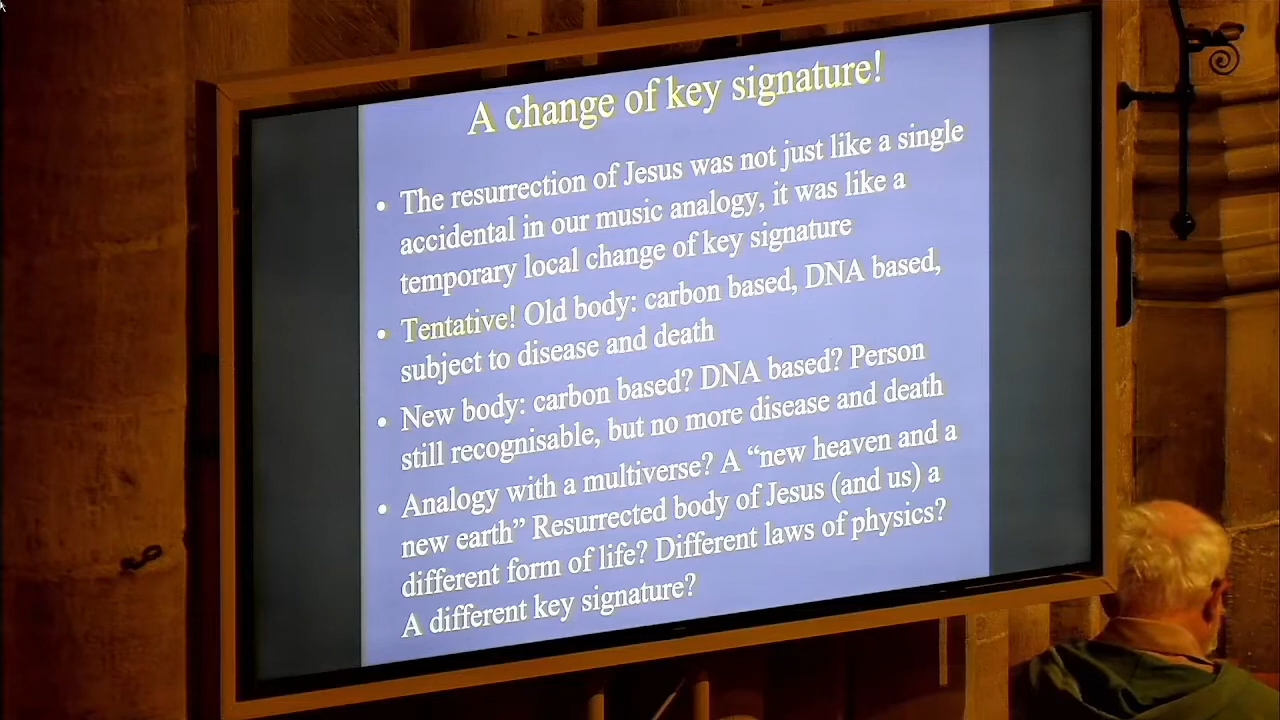 A change of key signature!
• The resurrection of Jesus was not just like a single
accidental in our music analogy, it was like a
temporary local change of key signature
• Tentative! Old body: carbon based, DNA based,
subject to disease and death
• New body: carbon based? DNA based? Person
still recognisable, but no more disease and death
• Analogy with a multiverse? A “new heaven and a
new earth” Resurrected body of Jesus (and us) a
different form of life? Different laws of physics?
A different key signature?